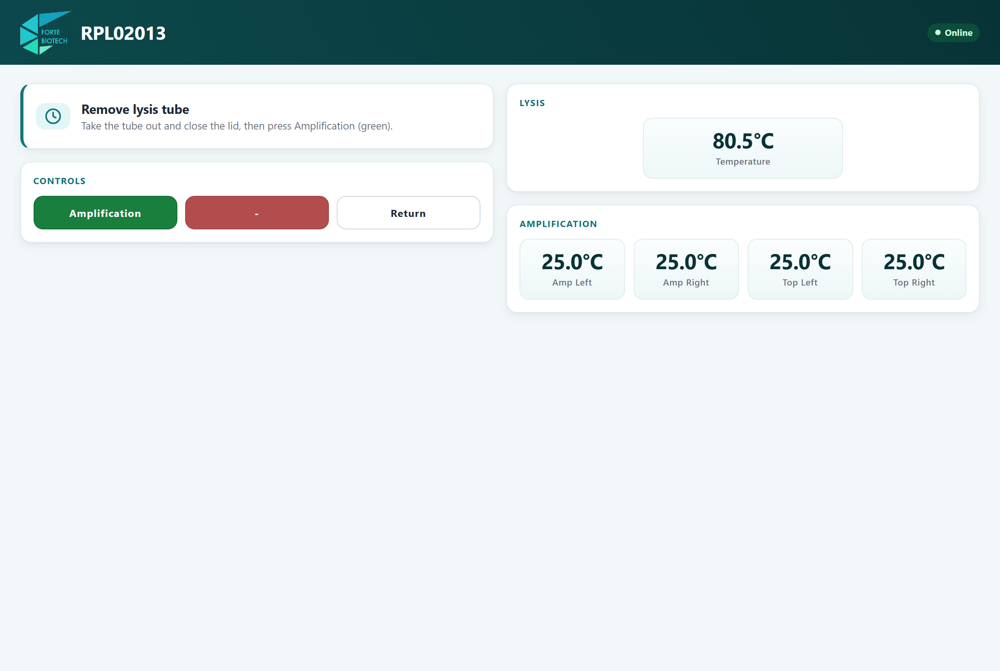 FORTE
BIOTECH
RPL02013
Online
Remove lysis tube
Take the tube out and close the lid, then press Amplification (green).
CONTROLS
Amplification
-
Return
LYSIS
80.5°C
Temperature
AMPLIFICATION
25.0°C
Amp Left
25.0°C
Amp Right
25.0°C
Top Left
25.0°C
Top Right